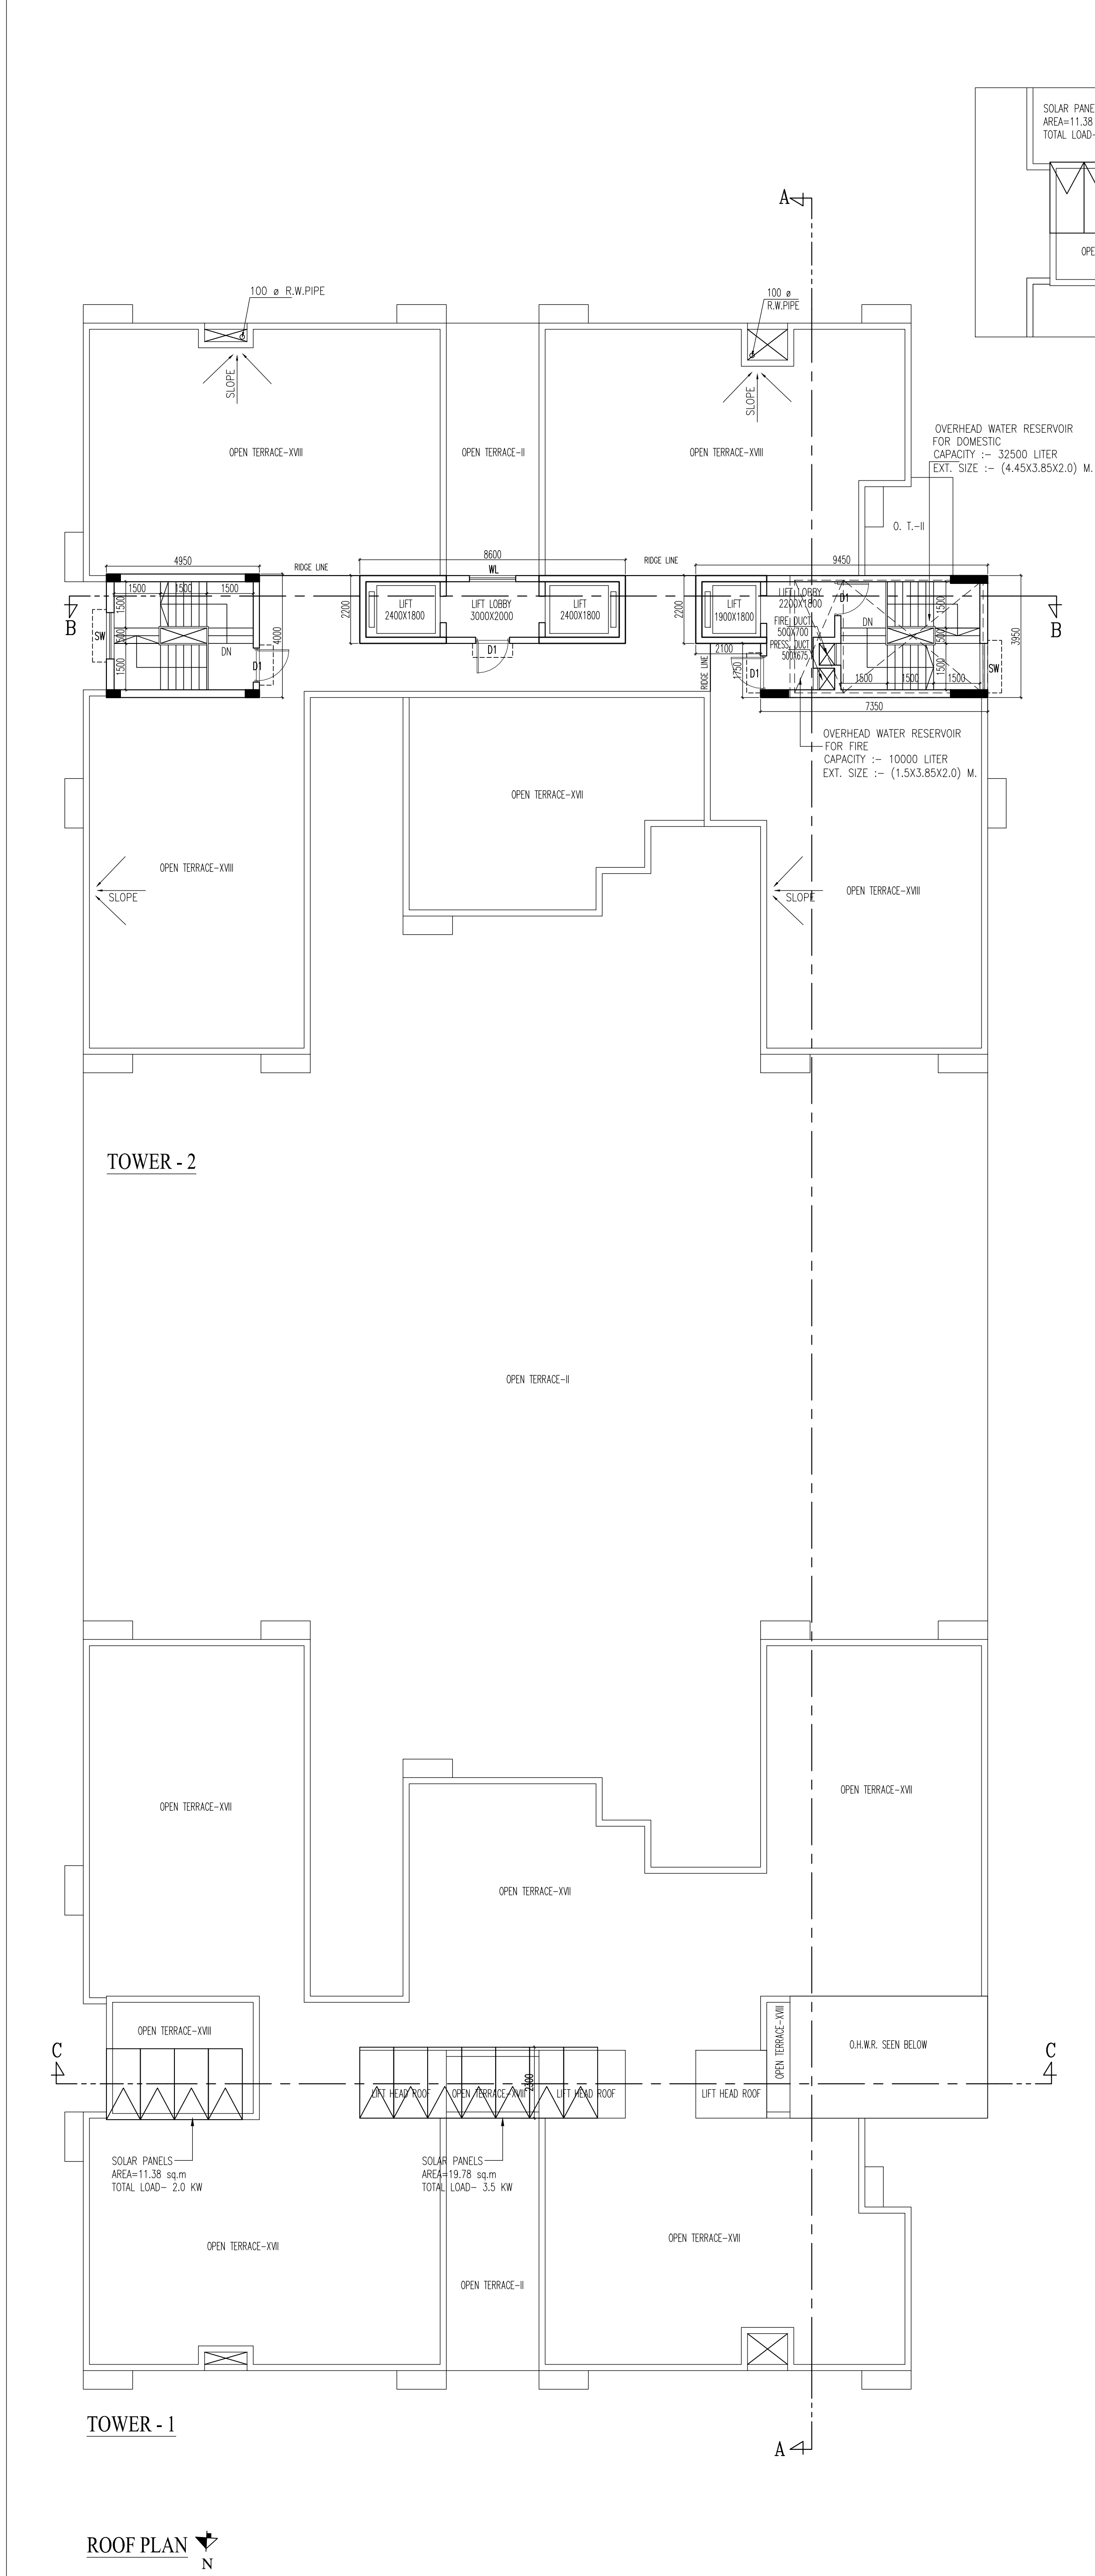 SOLAR PANE
AREA=11.38
TOTAL LOAD-
OPE
A
100 ø R.W.PIPE
100 ø
R.W.PIPE
SLOPE
SLOPE
OPEN TERRACE-XVIII
OPEN TERRACE-II
OPEN TERRACE-XVIII
OVERHEAD WATER RESERVOIR
FOR DOMESTIC
CAPACITY :- 32500 LITER
EXT. SIZE :- (4.45X3.85X2.0) M.
O. T.-II
4950
RIDGE LINE
8600
RIDGE LINE
9450
WL
1500
1500
1500
1500
500
1500
4000
SW
DN
D1
B
2200
LIFT
2400X1800
LIFT LOBBY
3000X2000
LIFT
2400X1800
D1
2200
LIFT
1900X1800
LIFT LOBBY
2200X1800
FIRE DUCT
500X700
PRESS. DUCT
500X675
D1
DN
1500
500
1500
3950
B
2100
RIDGE LINE
1750
D1
1500
1500
1500
SW
7350
OVERHEAD WATER RESERVOIR
FOR FIRE
CAPACITY :- 10000 LITER
EXT. SIZE :- (1.5X3.85X2.0) M.
OPEN TERRACE-XVII
OPEN TERRACE-XVIII
SLOPE
OPEN TERRACE-XVIII
SLOPE
TOWER - 2
OPEN TERRACE-II
OPEN TERRACE-XVII
OPEN TERRACE-XVII
OPEN TERRACE-XVII
OPEN TERRACE-XVIII
OPEN TERRACE-XVIII
O.H.W.R. SEEN BELOW
C
C
LIFT HEAD ROOF
OPEN TERRACE-XVIII
2300
LIFT HEAD ROOF
LIFT HEAD ROOF
SOLAR PANELS
AREA=11.38 sq.m
TOTAL LOAD- 2.0 KW
SOLAR PANELS
AREA=19.78 sq.m
TOTAL LOAD- 3.5 KW
OPEN TERRACE-XVII
OPEN TERRACE-II
OPEN TERRACE-XVII
TOWER - 1
A
ROOF PLAN
N